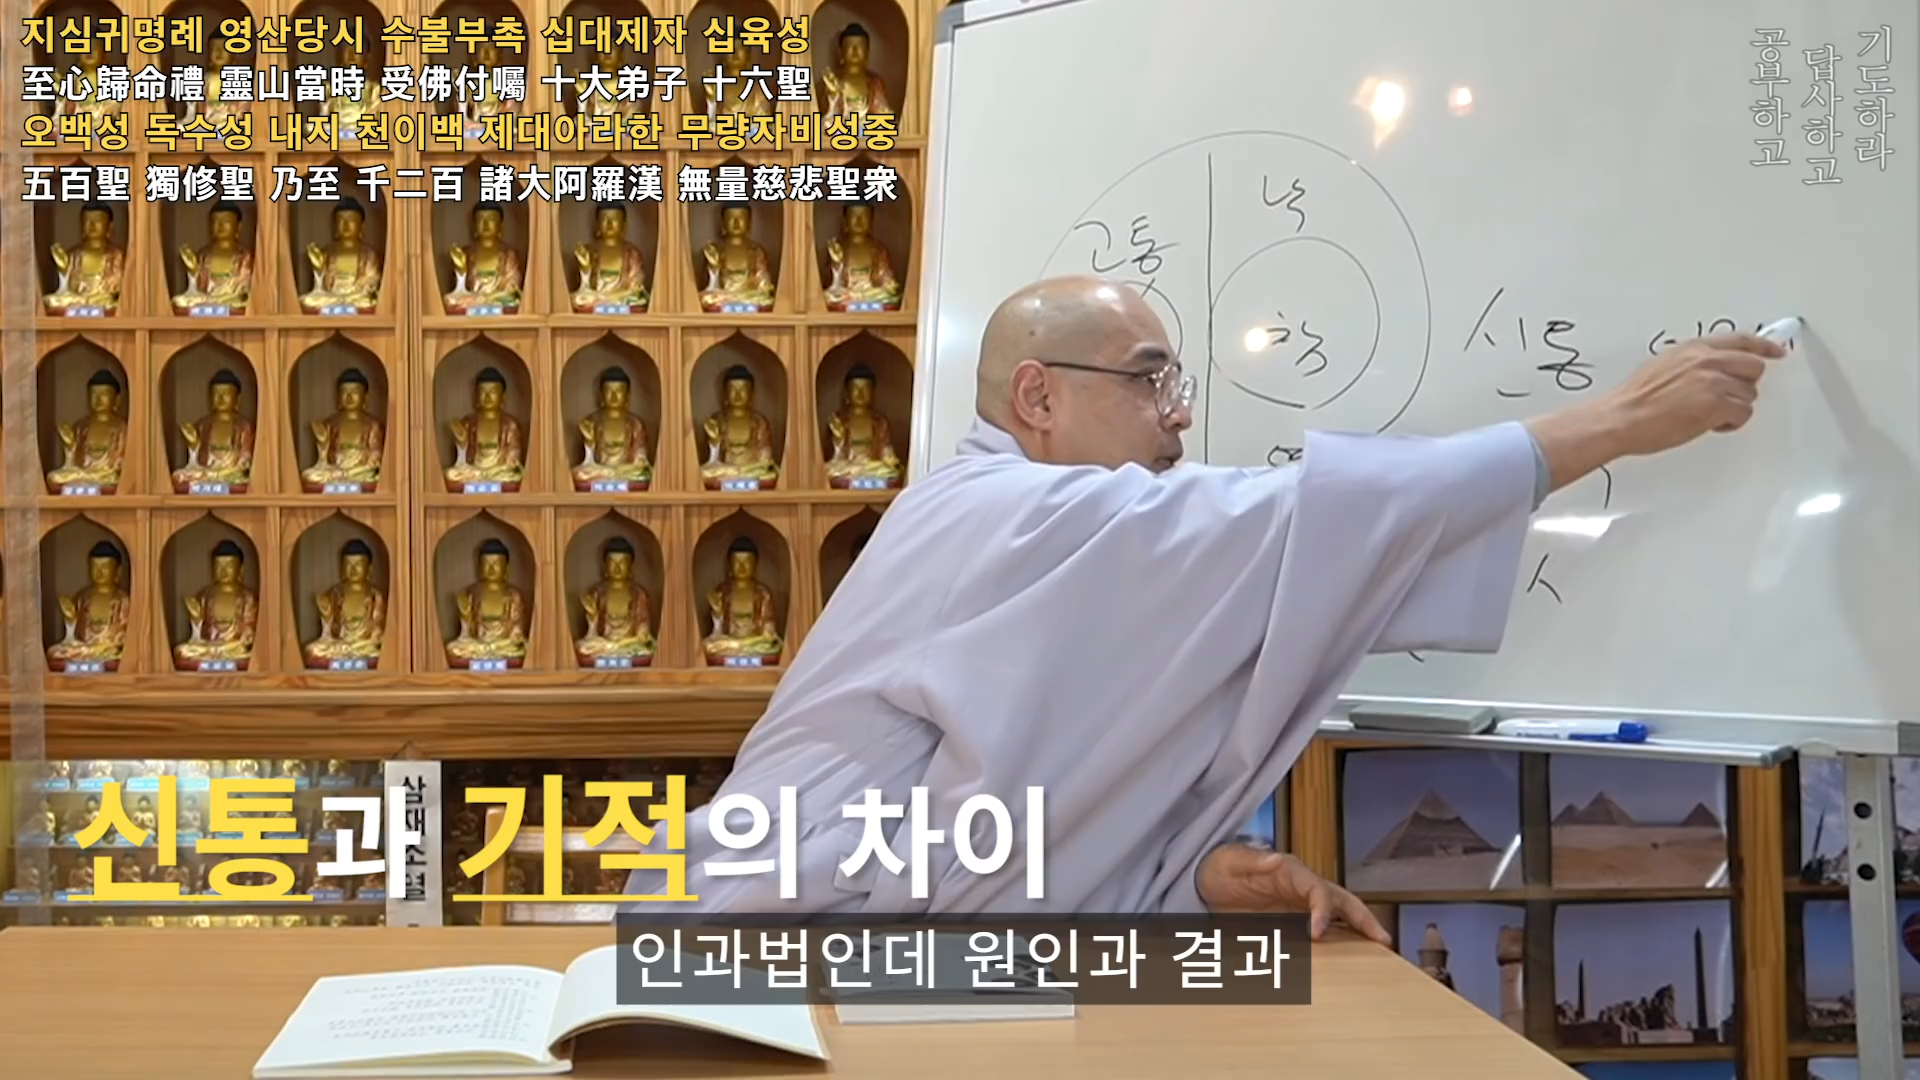 지심귀명례 영산당시 수불부촉 십대제자 십육성
至心歸命禮 靈山當時 受佛付囑 十大弟子 十六聖
오백성 독수성 내지 천이백 제대아라한 무량자비성중
五百聖 獨修聖 乃至 千二百 諸大阿羅漢 無量慈悲聖衆
기도하라
답사하고
공부하고
낙
고통
행
신통
삼재소멸
신통과 기적의 차이
인과법인데 원인과 결과